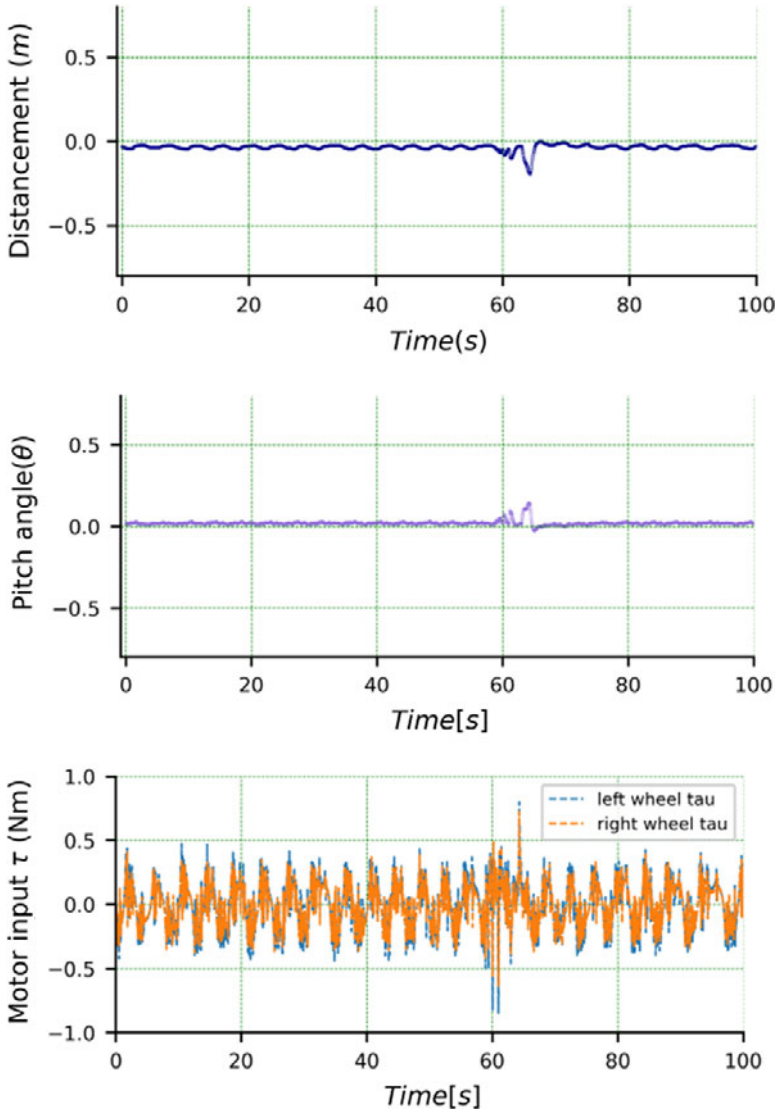 Distancement (m)
0.5
0.0
−0.5
0 20 40 60 80 100
Time(s)
Pitch angle(θ)
0.5
0.0
−0.5
0 20 40 60 80 100
Time[s]
Motor input τ (Nm)
1.0
0.5
0.0
−0.5
−1.0
left wheel tau
right wheel tau
0 20 40 60 80 100
Time[s]